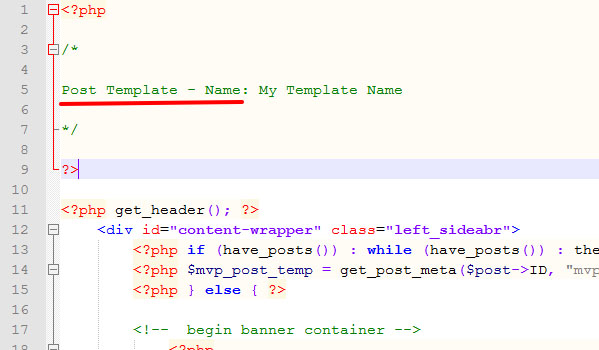 1 <?php
2
3 /*
4
5 Post Template - Name: My Template Name
6
7 */
8
9 ?>
10
11 <?php get_header(); ?>
12 <div id="content-wrapper" class="left_sideabr">
13 <?php if (have_posts()) : while (have_posts()) : the
14 <?php $mvp_post_temp = get_post_meta($post->ID, "mvp
15 <?php } else { ?>
16
17 <!-- begin banner container -->
18 <?php